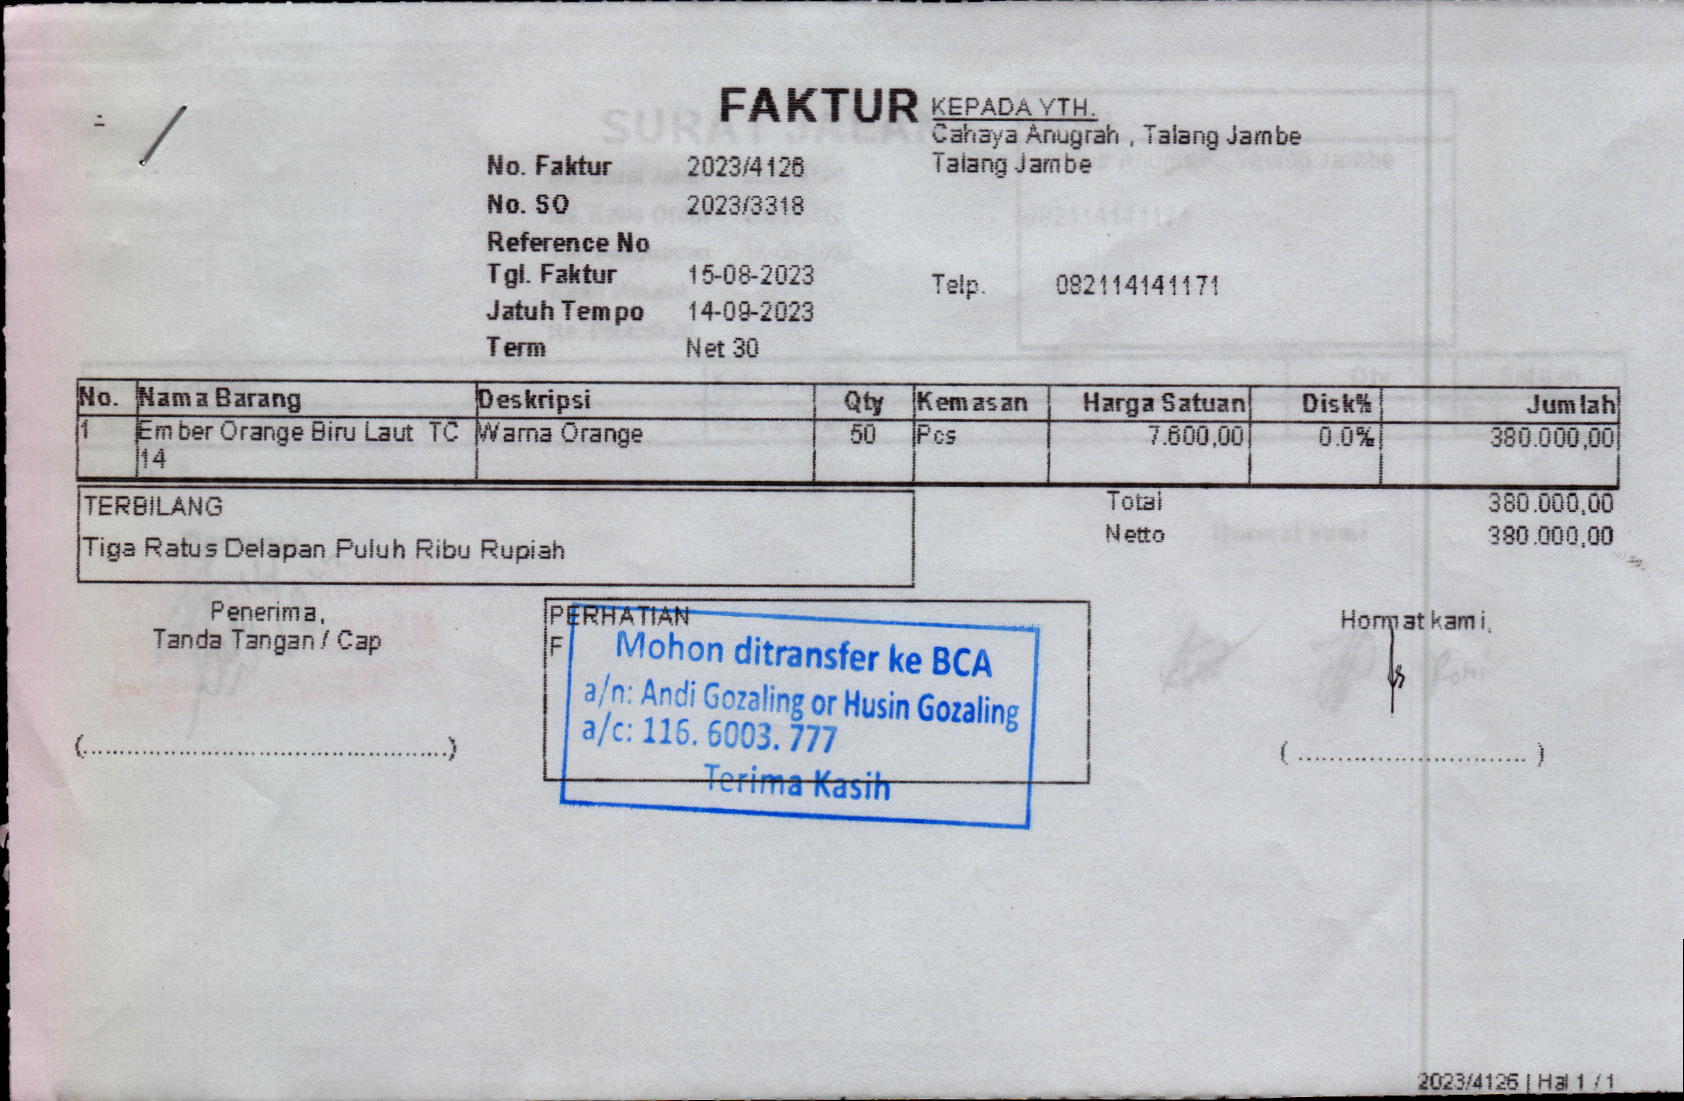 FAKTUR
KEPADA YTH.
Cahaya Anugrah , Talang Jambe
Talang Jambe
No. Faktur 2023/4126
No. SO 2023/3318
Reference No
Tgl. Faktur 15-08-2023
Telp. 082114141171
Jatuh Tempo 14-09-2023
Term Net 30
No. Nama Barang Deskripsi Qty Kemasan Harga Satuan Disk% Jumlah
1 Ember Orange Biru Laut TC Warna Orange 50 Pcs 7.600,00 0.0% 380.000,00
14
TERBILANG
Total 380.000,00
Tiga Ratus Delapan Puluh Ribu Rupiah
Netto 380.000,00
Penerima,
Tanda Tangan / Cap
PERHATIAN
F
Mohon ditransfer ke BCA
a/n: Andi Gozaling or Husin Gozaling
a/c: 116. 6003. 777
Terima Kasih
Hormat kami,
(................................................)
( ............................. )
2023/4126 | Hal 1 / 1